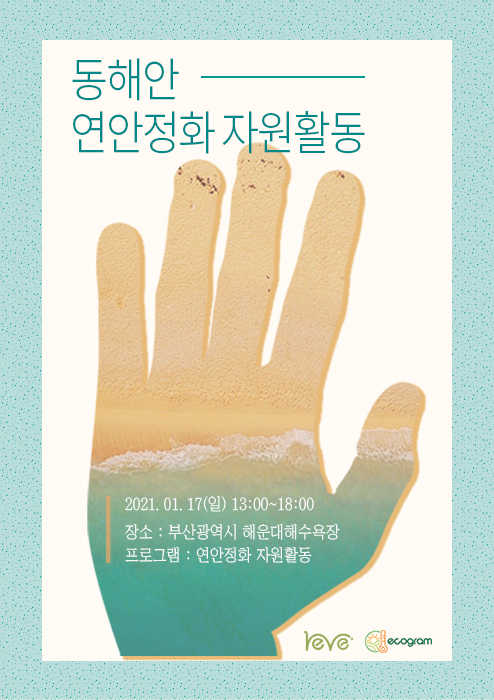 동해안
연안정화 자원활동
2021. 01. 17(일) 13:00~18:00
장소 : 부산광역시 해운대해수욕장
프로그램 : 연안정화 자원활동
reve
ecogram